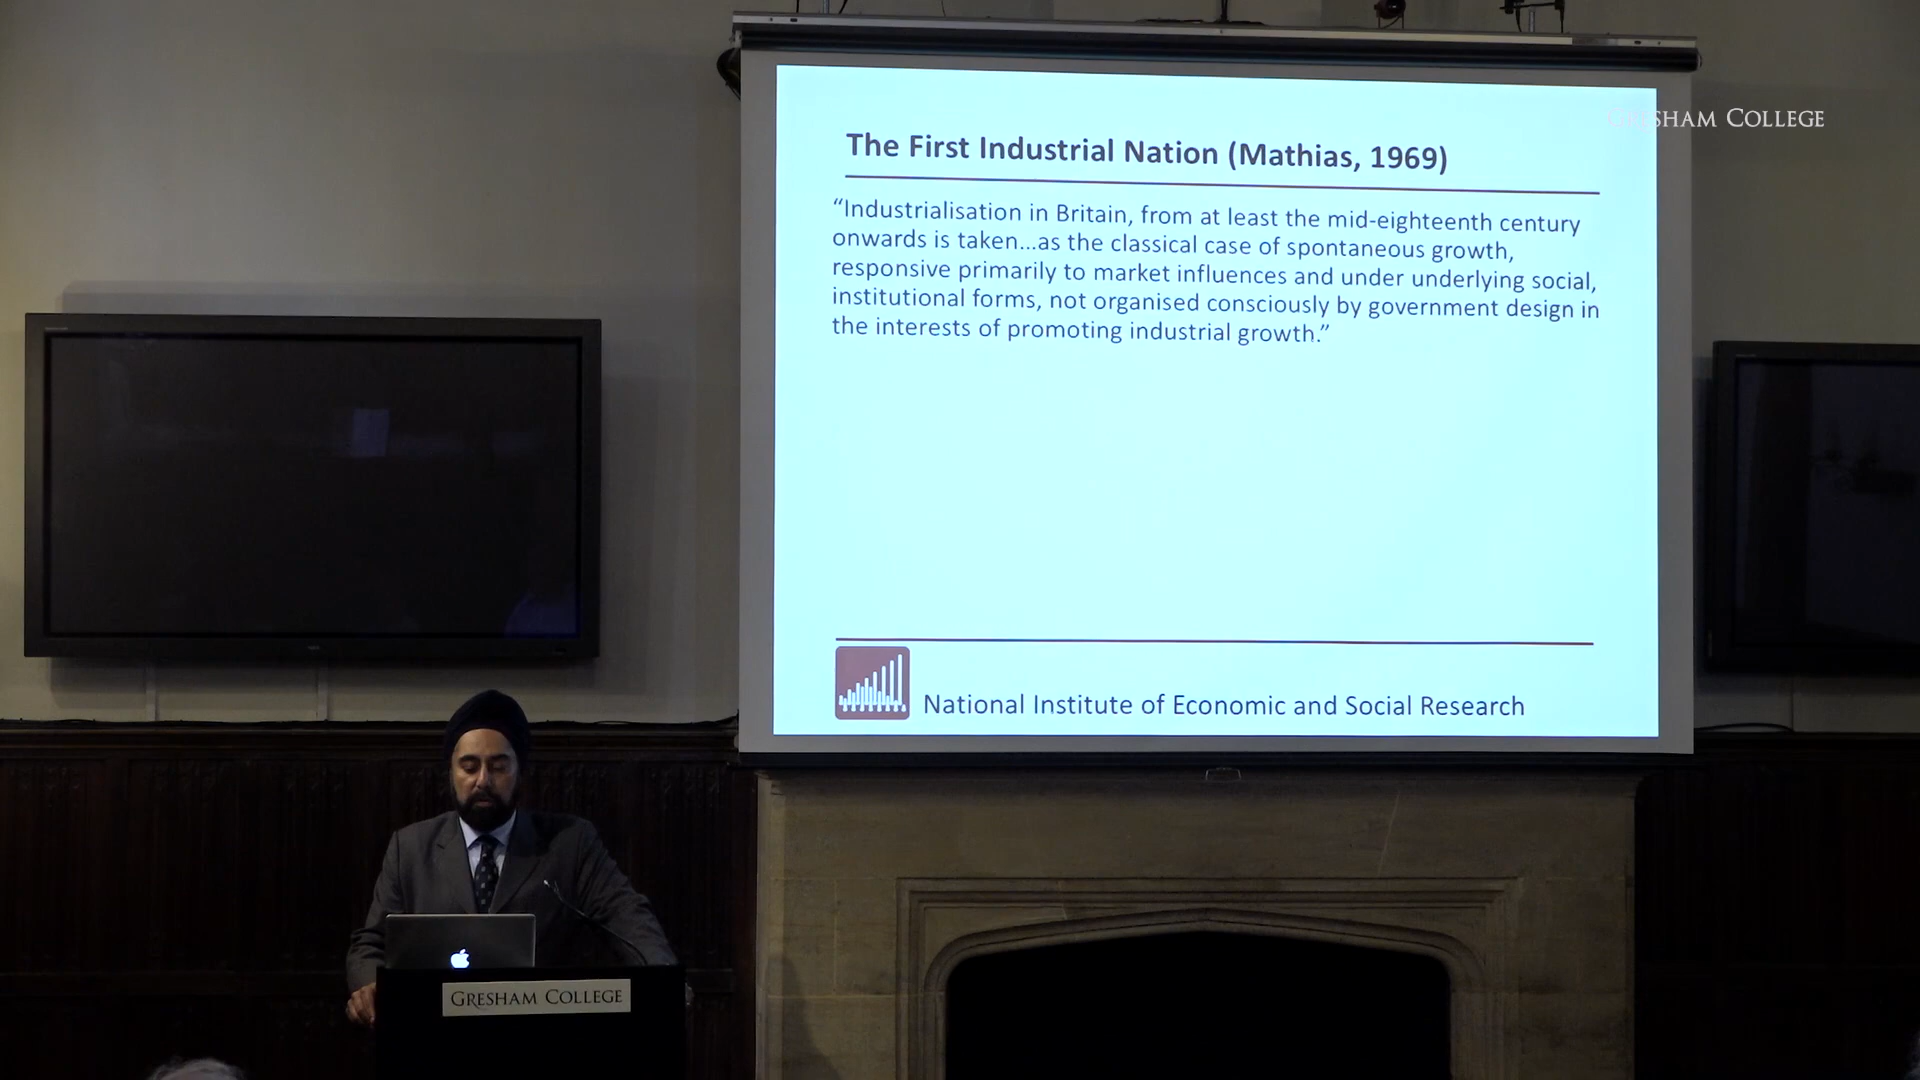 GRESHAM COLLEGE
The First Industrial Nation (Mathias, 1969)
“Industrialisation in Britain, from at least the mid-eighteenth century
onwards is taken...as the classical case of spontaneous growth,
responsive primarily to market influences and under underlying social,
institutional forms, not organised consciously by government design in
the interests of promoting industrial growth.”
National Institute of Economic and Social Research
GRESHAM COLLEGE